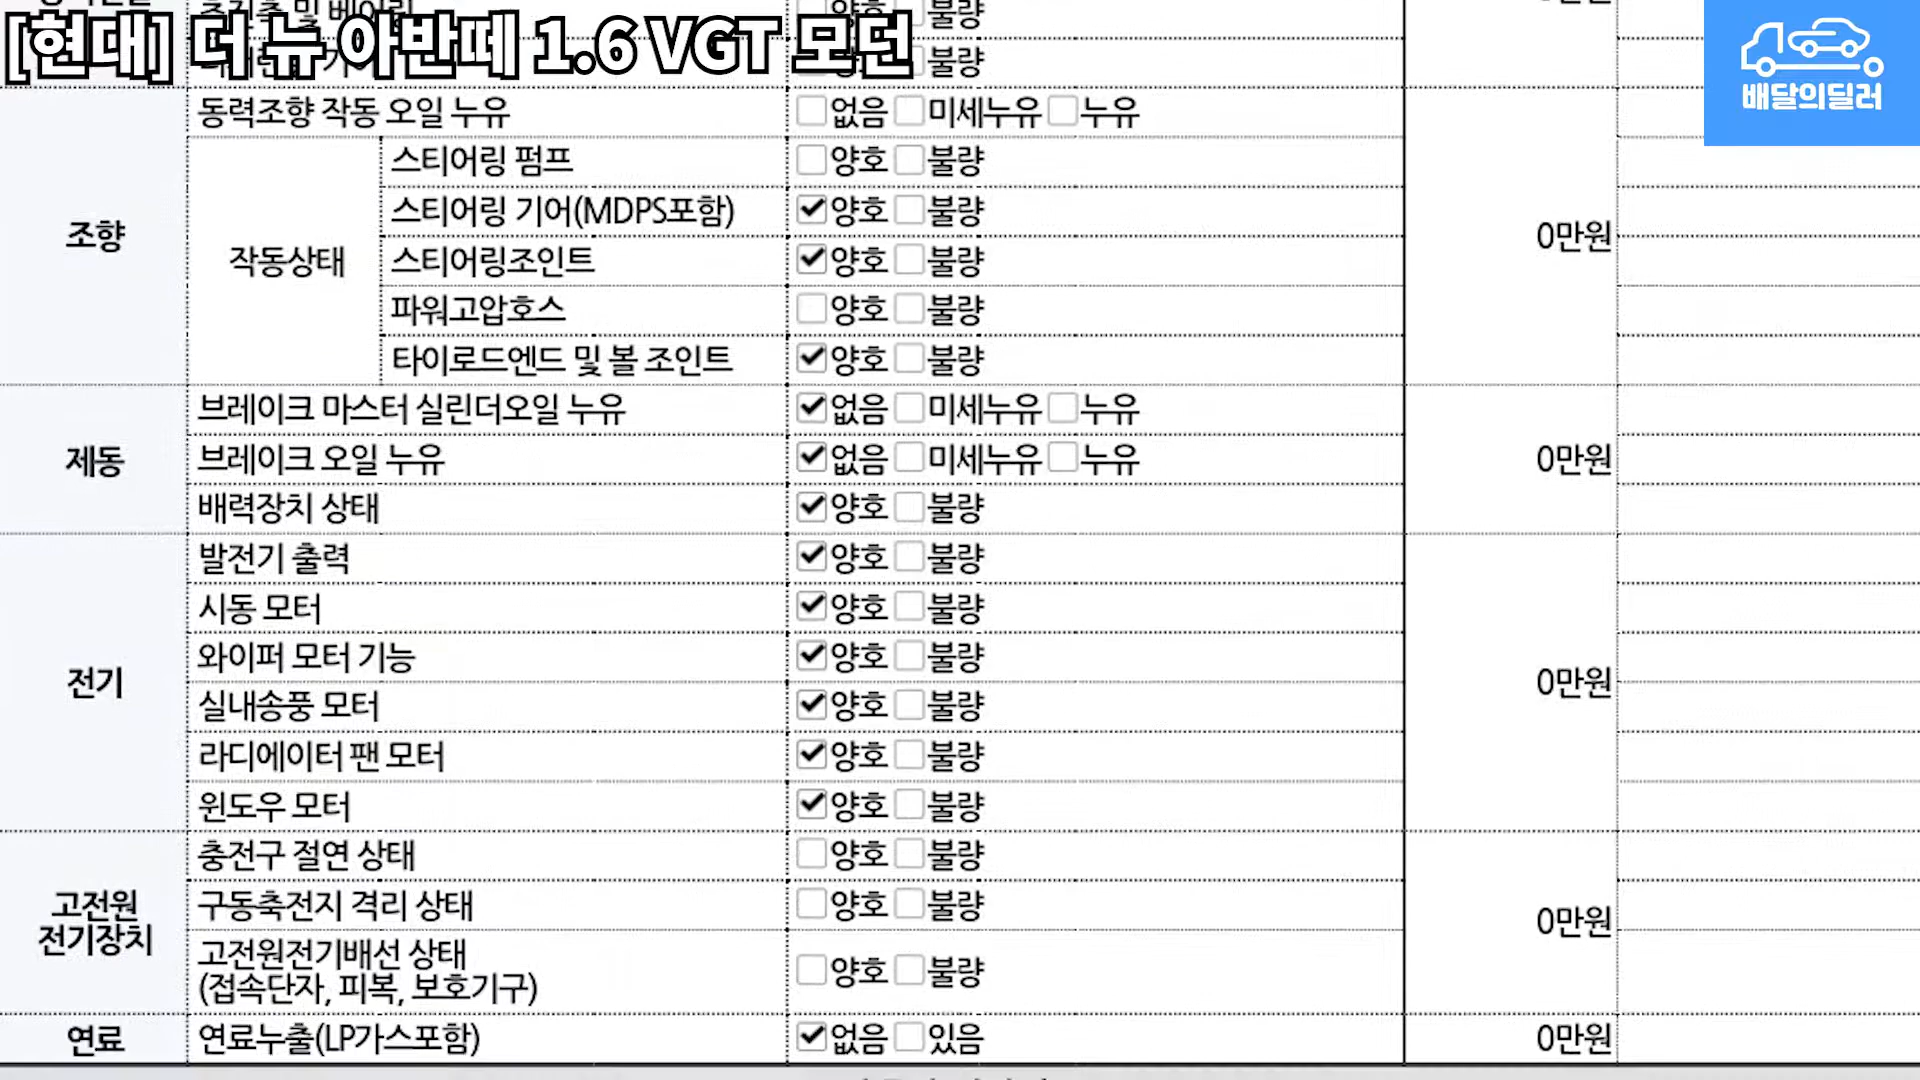 [현대] 더 뉴 아반떼 1.6 VGT 모던
배달의딜러
불량
불량
동력조향 작동 오일 누유 없음 미세누유 누유
스티어링 펌프 양호 불량
스티어링 기어(MDPS포함) ✔양호 불량
조향 작동상태 스티어링조인트 ✔양호 불량 0만원
파워고압호스 양호 불량
타이로드엔드 및 볼 조인트 ✔양호 불량
브레이크 마스터 실린더오일 누유 ✔없음 미세누유 누유
제동 브레이크 오일 누유 ✔없음 미세누유 누유 0만원
배력장치 상태 ✔양호 불량
발전기 출력 ✔양호 불량
시동 모터 ✔양호 불량
와이퍼 모터 기능 ✔양호 불량
전기 실내송풍 모터 ✔양호 불량 0만원
라디에이터 팬 모터 ✔양호 불량
윈도우 모터 ✔양호 불량
충전구 절연 상태 양호 불량
고전원 구동축전지 격리 상태 양호 불량 0만원
전기장치 고전원전기배선 상태
(접속단자, 피복, 보호기구) 양호 불량
연료 연료누출(LP가스포함) ✔없음 있음 0만원